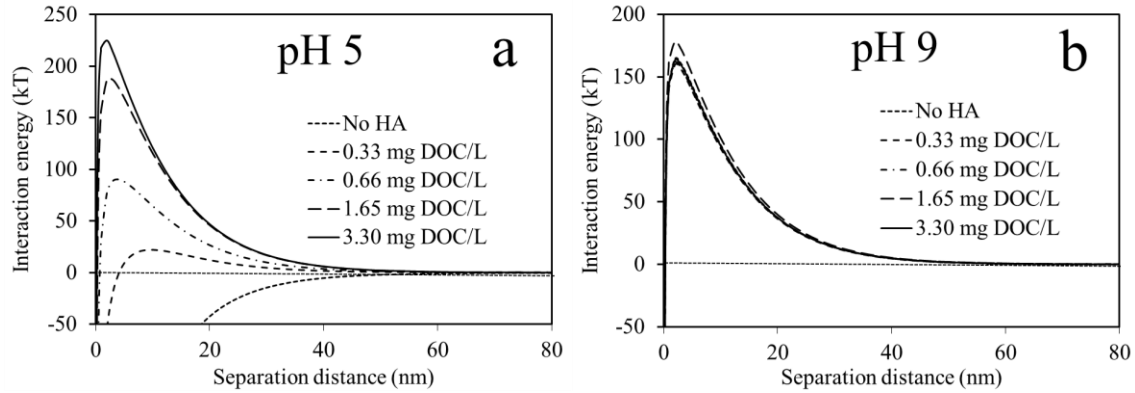 pH 5
a
Interaction energy (kT)
250
200
150
100
50
0
-50
No HA
0.33 mg DOC/L
0.66 mg DOC/L
1.65 mg DOC/L
3.30 mg DOC/L
0
20
40
60
80
Separation distance (nm)
pH 9
b
Interaction energy (kT)
200
150
100
50
0
-50
No HA
0.33 mg DOC/L
0.66 mg DOC/L
1.65 mg DOC/L
3.30 mg DOC/L
0
20
40
60
80
Separation distance (nm)